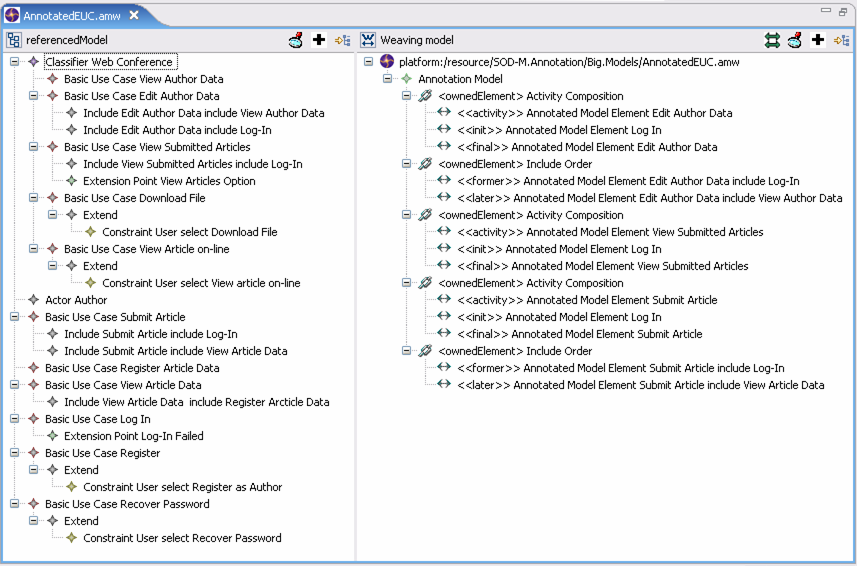 AnnotatedEUC.amw
referencedModel
Classifier Web Conference
Basic Use Case View Author Data
Basic Use Case Edit Author Data
Include Edit Author Data include View Author Data
Include Edit Author Data include Log-In
Basic Use Case View Submitted Articles
Include View Submitted Articles include Log-In
Extension Point View Articles Option
Basic Use Case Download File
Extend
Constraint User select Download File
Basic Use Case View Article on-line
Extend
Constraint User select View article on-line
Actor Author
Basic Use Case Submit Article
Include Submit Article include Log-In
Include Submit Article include View Article Data
Basic Use Case Register Article Data
Basic Use Case View Article Data
Include View Article Data include Register Arcticle Data
Basic Use Case Log In
Extension Point Log-In Failed
Basic Use Case Register
Extend
Constraint User select Register as Author
Basic Use Case Recover Password
Extend
Constraint User select Recover Password
Weaving model
platform:/resource/SOD-M.Annotation/Big.Models/AnnotatedEUC.amw
Annotation Model
<ownedElement> Activity Composition
<<activity>> Annotated Model Element Edit Author Data
<<init>> Annotated Model Element Log In
<<final>> Annotated Model Element Edit Author Data
<ownedElement> Include Order
<<former>> Annotated Model Element Edit Author Data include Log-In
<<later>> Annotated Model Element Edit Author Data include View Author Data
<ownedElement> Activity Composition
<<activity>> Annotated Model Element View Submitted Articles
<<init>> Annotated Model Element Log In
<<final>> Annotated Model Element View Submitted Articles
<ownedElement> Activity Composition
<<activity>> Annotated Model Element Submit Article
<<init>> Annotated Model Element Log In
<<final>> Annotated Model Element Submit Article
<ownedElement> Include Order
<<former>> Annotated Model Element Submit Article include Log-In
<<later>> Annotated Model Element Submit Article include View Article Data